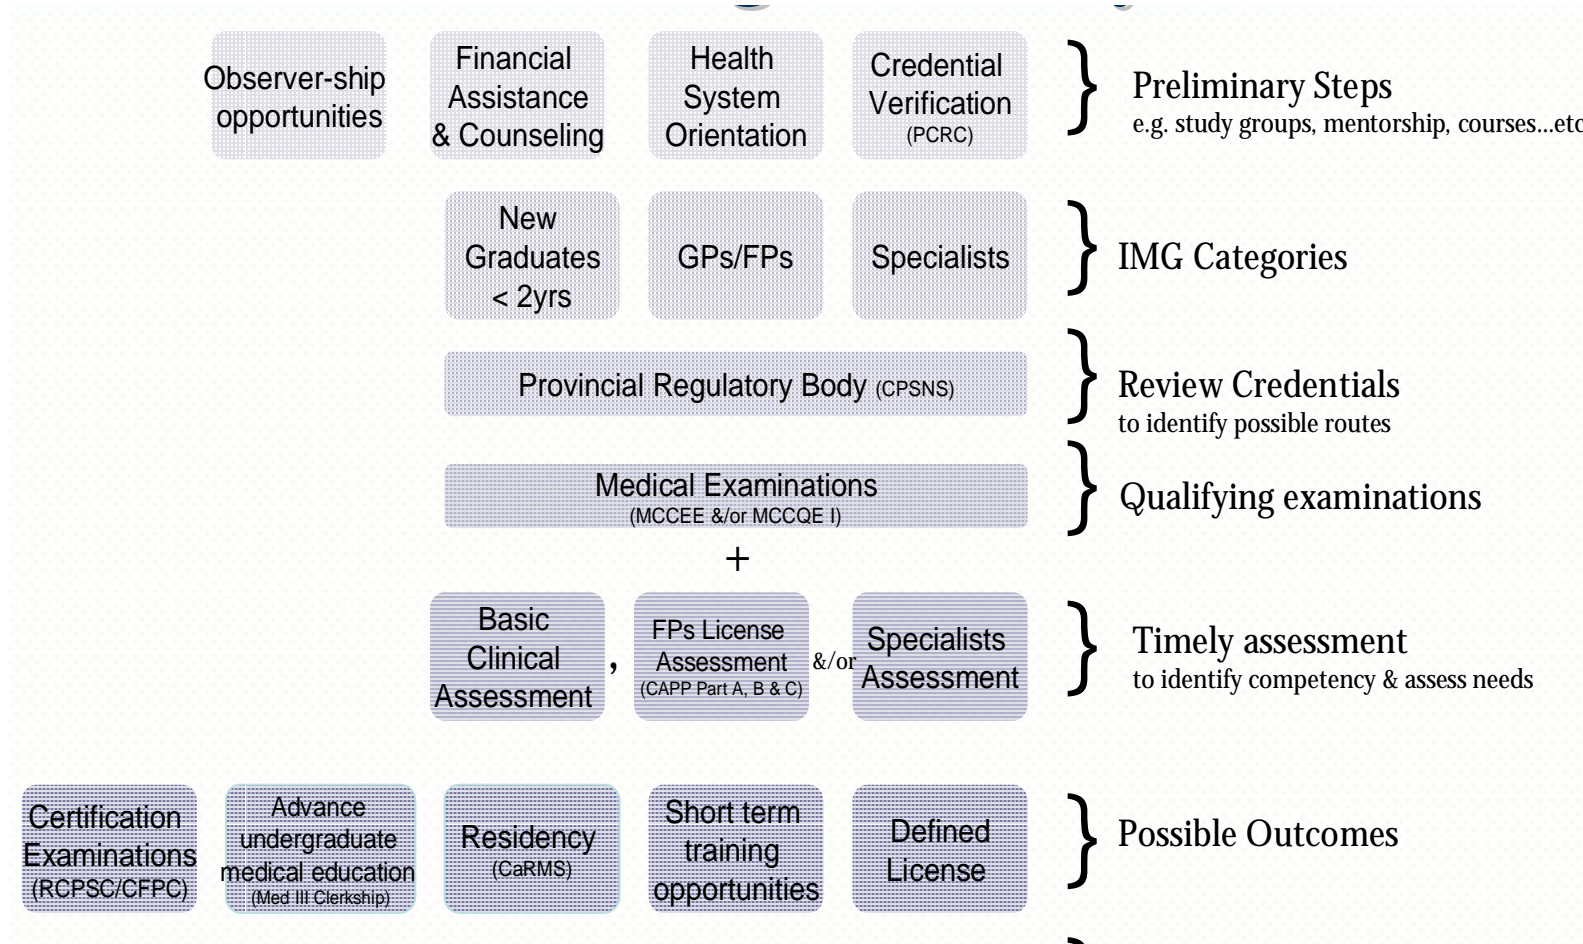 Observer-ship
opportunities
Financial
Assistance
& Counseling
Health
System
Orientation
Credential
Verification
(PCRC)
} Preliminary Steps
e.g. study groups, mentorship, courses...etc
New
Graduates
< 2yrs
GPs/FPs
Specialists
} IMG Categories
Provincial Regulatory Body (CPSNS)
} Review Credentials
to identify possible routes
Medical Examinations
(MCCEE &/or MCCQE I)
} Qualifying examinations
+
Basic
Clinical
Assessment
,
FPs License
Assessment
(CAPP Part A, B & C)
&/or
Specialists
Assessment
} Timely assessment
to identify competency & assess needs
Certification
Examinations
(RCPSC/CFPC)
Advance
undergraduate
medical education
(Med III Clerkship)
Residency
(CaRMS)
Short term
training
opportunities
Defined
License
} Possible Outcomes